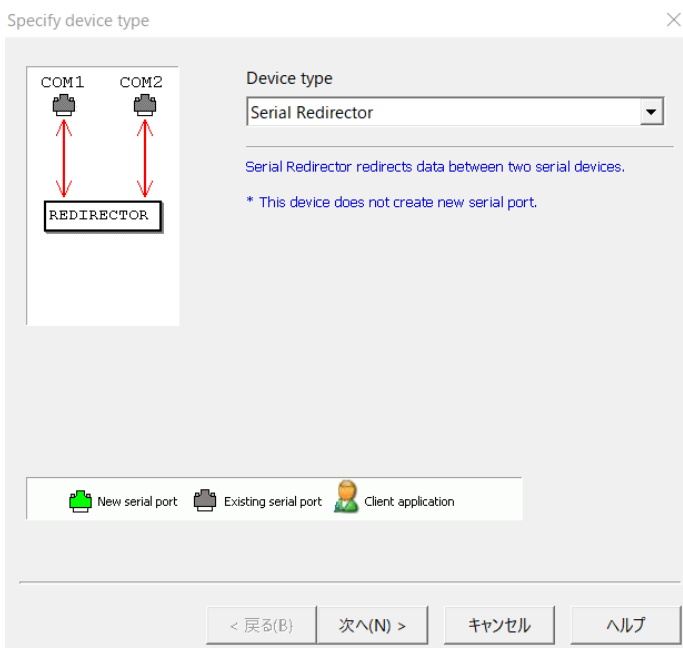 Specify device type
COM1 COM2
REDIRECTOR
Device type
Serial Redirector
Serial Redirector redirects data between two serial devices.
* This device does not create new serial port.
New serial port Existing serial port Client application
< 戻る(B) 次へ(N) > キャンセル ヘルプ